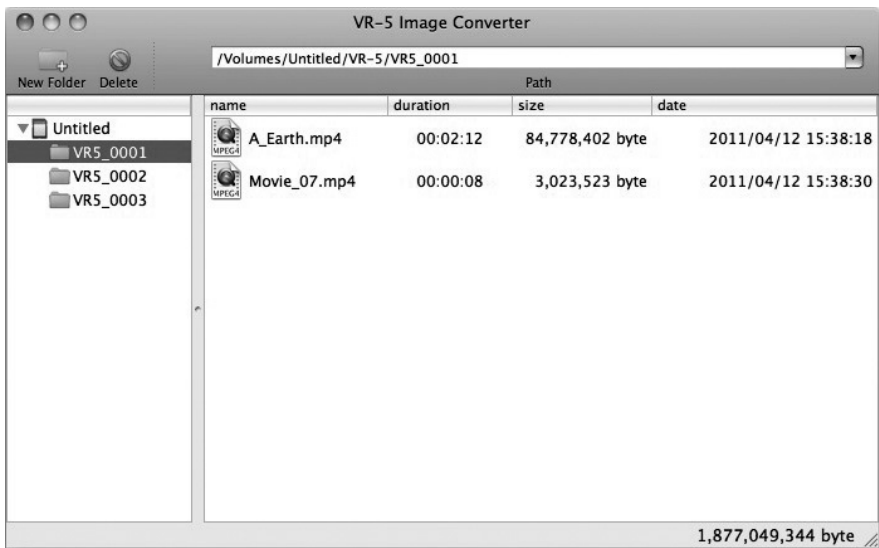 VR-5 Image Converter
New Folder Delete
/Volumes/Untitled/VR-5/VR5_0001
Path
name duration size date
Untitled
VR5_0001
VR5_0002
VR5_0003
MPEG4 A_Earth.mp4 00:02:12 84,778,402 byte 2011/04/12 15:38:18
MPEG4 Movie_07.mp4 00:00:08 3,023,523 byte 2011/04/12 15:38:30
1,877,049,344 byte